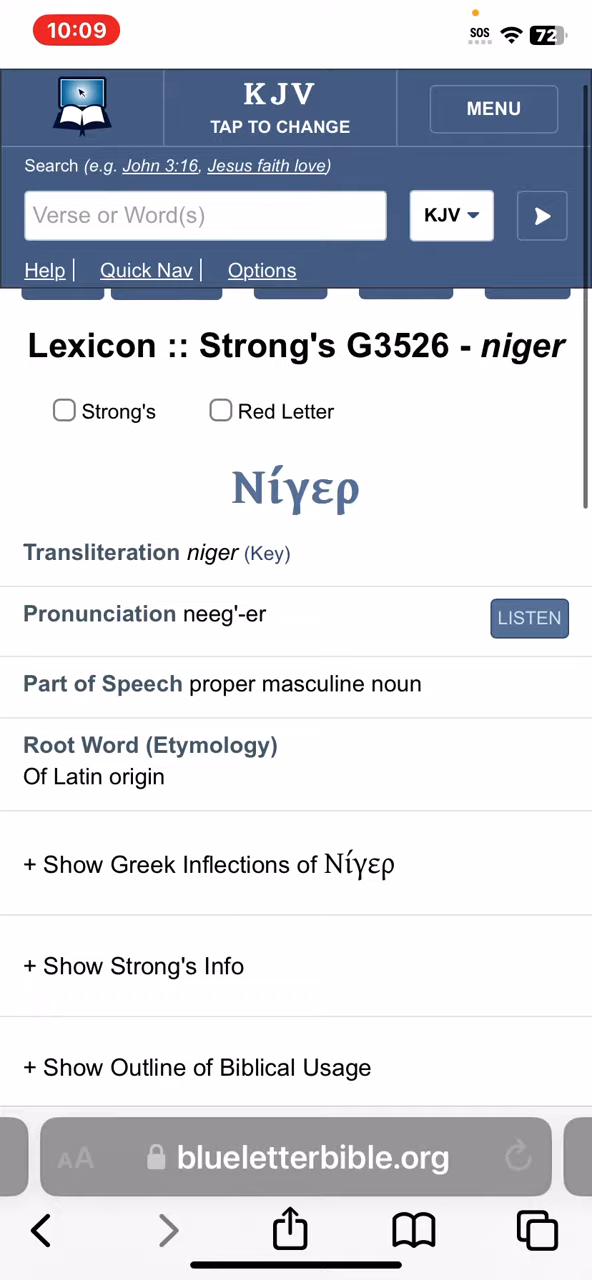 10:09
SOS
72
KJV
TAP TO CHANGE
MENU
Search (e.g. John 3:16, Jesus faith love)
Verse or Word(s)
KJV
Help| Quick Nav| Options
Lexicon :: Strong's G3526 - niger
Strong's Red Letter
Νίγερ
Transliteration niger (Key)
Pronunciation neeg'-er
LISTEN
Part of Speech proper masculine noun
Root Word (Etymology)
Of Latin origin
+ Show Greek Inflections of Νίγερ
+ Show Strong's Info
+ Show Outline of Biblical Usage
AA blueletterbible.org